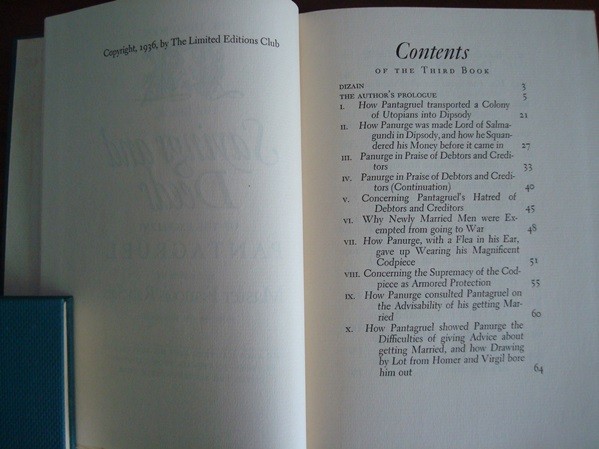 Copyright, 1936, by The Limited Editions Club
Contents
OF THE THIRD BOOK
DIZAIN 3
THE AUTHOR'S PROLOGUE 5
I. How Pantagruel transported a Colony
of Utopians into Dipsody 21
II. How Panurge was made Lord of Salma-
gundi in Dipsody, and how he Squan-
dered his Money before it came in 27
III. Panurge in Praise of Debtors and Credi-
tors 33
IV. Panurge in Praise of Debtors and Credi-
tors (Continuation) 40
V. Concerning Pantagruel's Hatred of
Debtors and Creditors 45
VI. Why Newly Married Men were Ex-
empted from going to War 48
VII. How Panurge, with a Flea in his Ear,
gave up Wearing his Magnificent
Codpiece 51
VIII. Concerning the Supremacy of the Cod-
piece as Armored Protection 55
IX. How Panurge consulted Pantagruel on
the Advisability of his getting Mar-
ried 60
X. How Pantagruel showed Panurge the
Difficulties of giving Advice about
getting Married, and how Drawing
by Lot from Homer and Virgil bore
him out 64